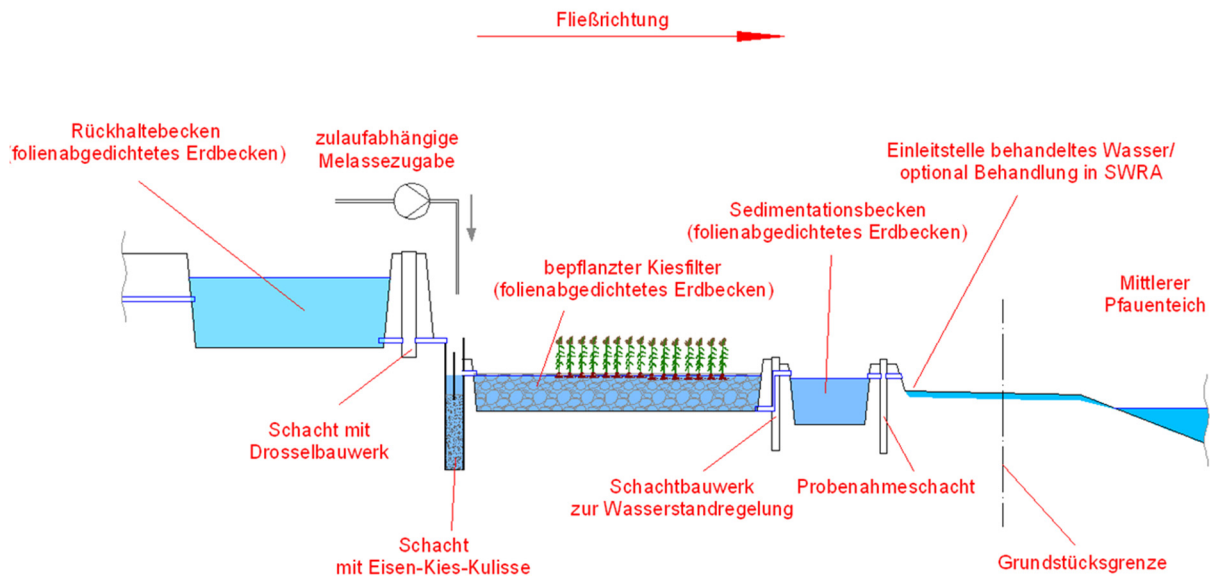 Fließrichtung
Rückhaltebecken
(folienabgedichtetes Erdbecken)
zulaufabhängige
Melassezugabe
Einleitstelle behandeltes Wasser/
optional Behandlung in SWRA
Sedimentationsbecken
(folienabgedichtetes Erdbecken)
bepflanzter Kiesfilter
(folienabgedichtetes Erdbecken)
Mittlerer
Pfauenteich
Schacht mit
Drosselbauwerk
Schachtbauwerk
zur Wasserstandregelung
Probenahmeschacht
Schacht
mit Eisen-Kies-Kulisse
Grundstücksgrenze